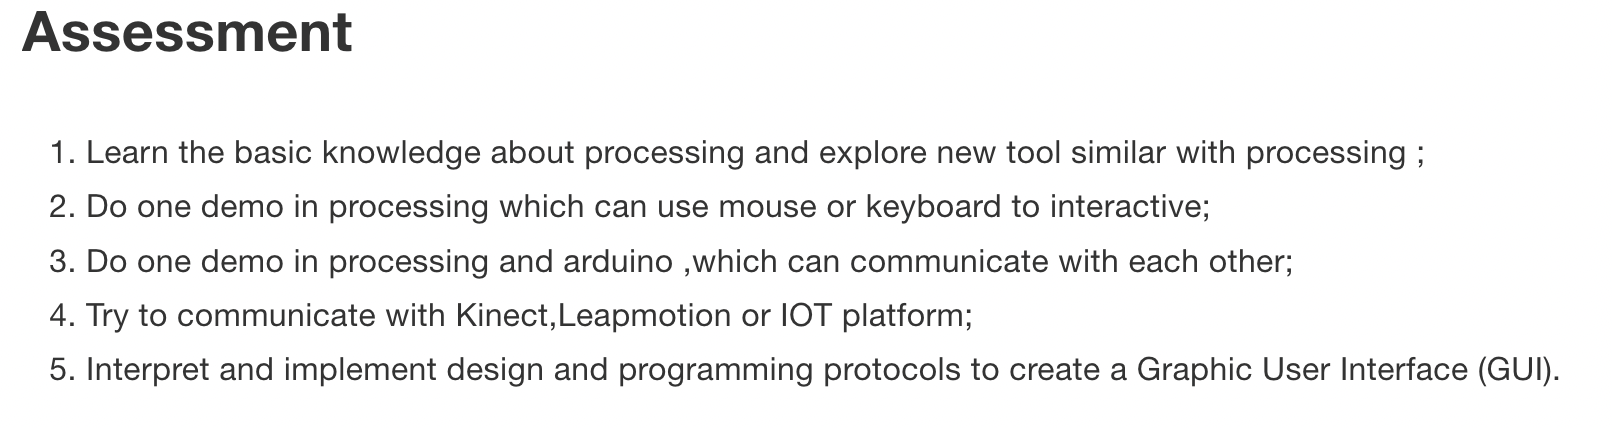 Assessment
1. Learn the basic knowledge about processing and explore new tool similar with processing ;
2. Do one demo in processing which can use mouse or keyboard to interactive;
3. Do one demo in processing and arduino ,which can communicate with each other;
4. Try to communicate with Kinect,Leapmotion or IOT platform;
5. Interpret and implement design and programming protocols to create a Graphic User Interface (GUI).